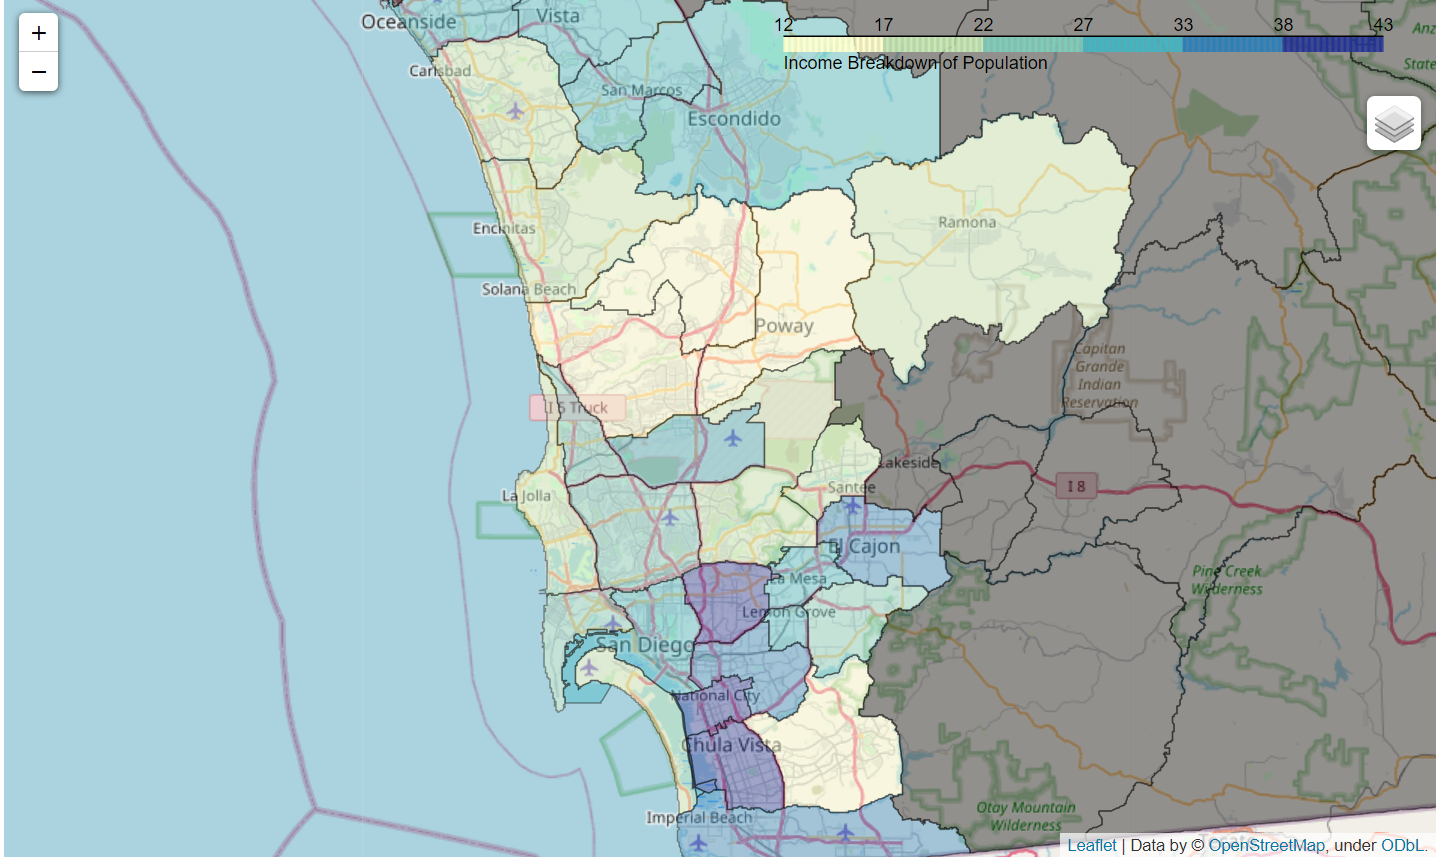 Oceanside
Vista
12 17 22 27 33 38 43
Income Breakdown of Population
+
−
Carlsbad
San Marcos
Escondido
Encinitas
Ramona
Solana Beach
Poway
Capitan
Grande
Indian
Reservation
I 5 Truck
Lakeside
La Jolla
Santee
I 8
El Cajon
La Mesa
Pine Creek
Wilderness
Lemon Grove
San Diego
National City
Chula Vista
Imperial Beach
Otay Mountain
Wilderness
Leaflet | Data by © OpenStreetMap, under ODbL.